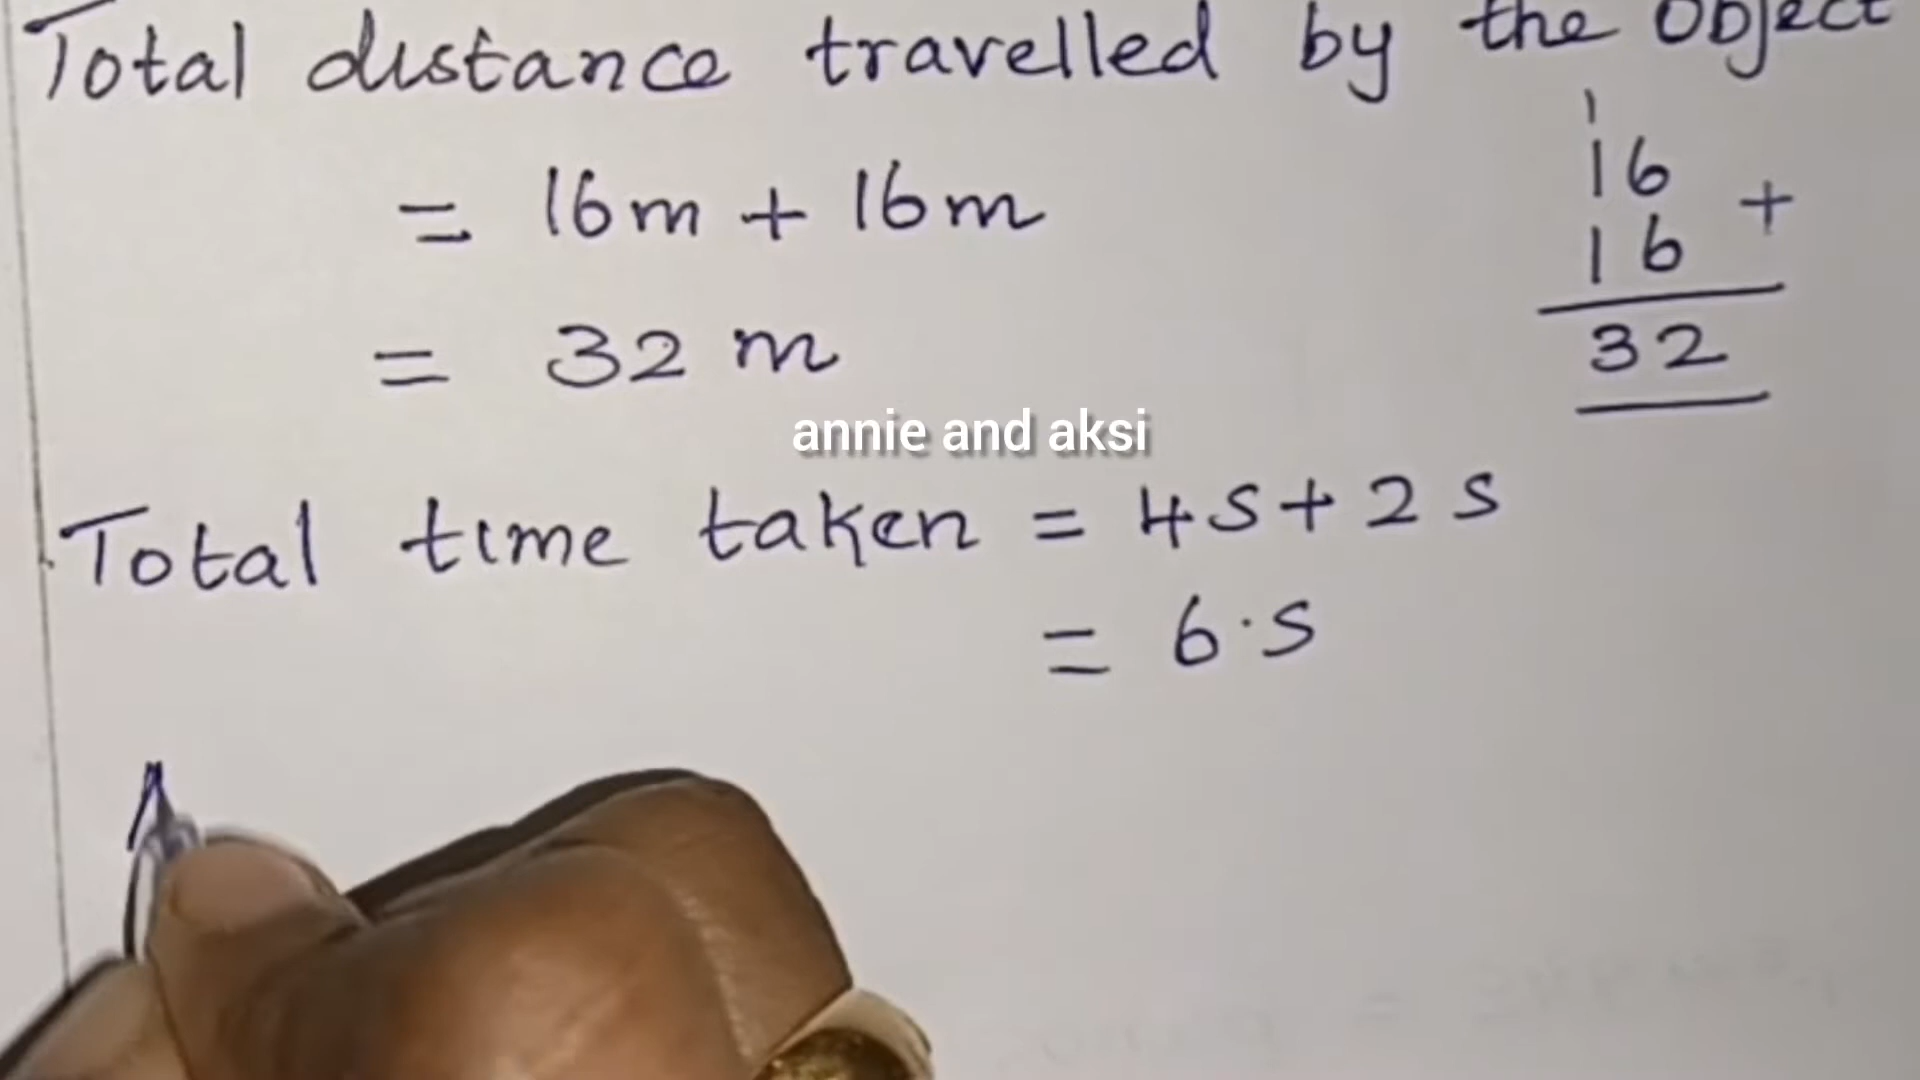 Total distance travelled by the Object
= 16m + 16m
= 32 m
1
16
16 +
32
annie and aksi
Total time taken = 4s + 2 s
= 6·s
A